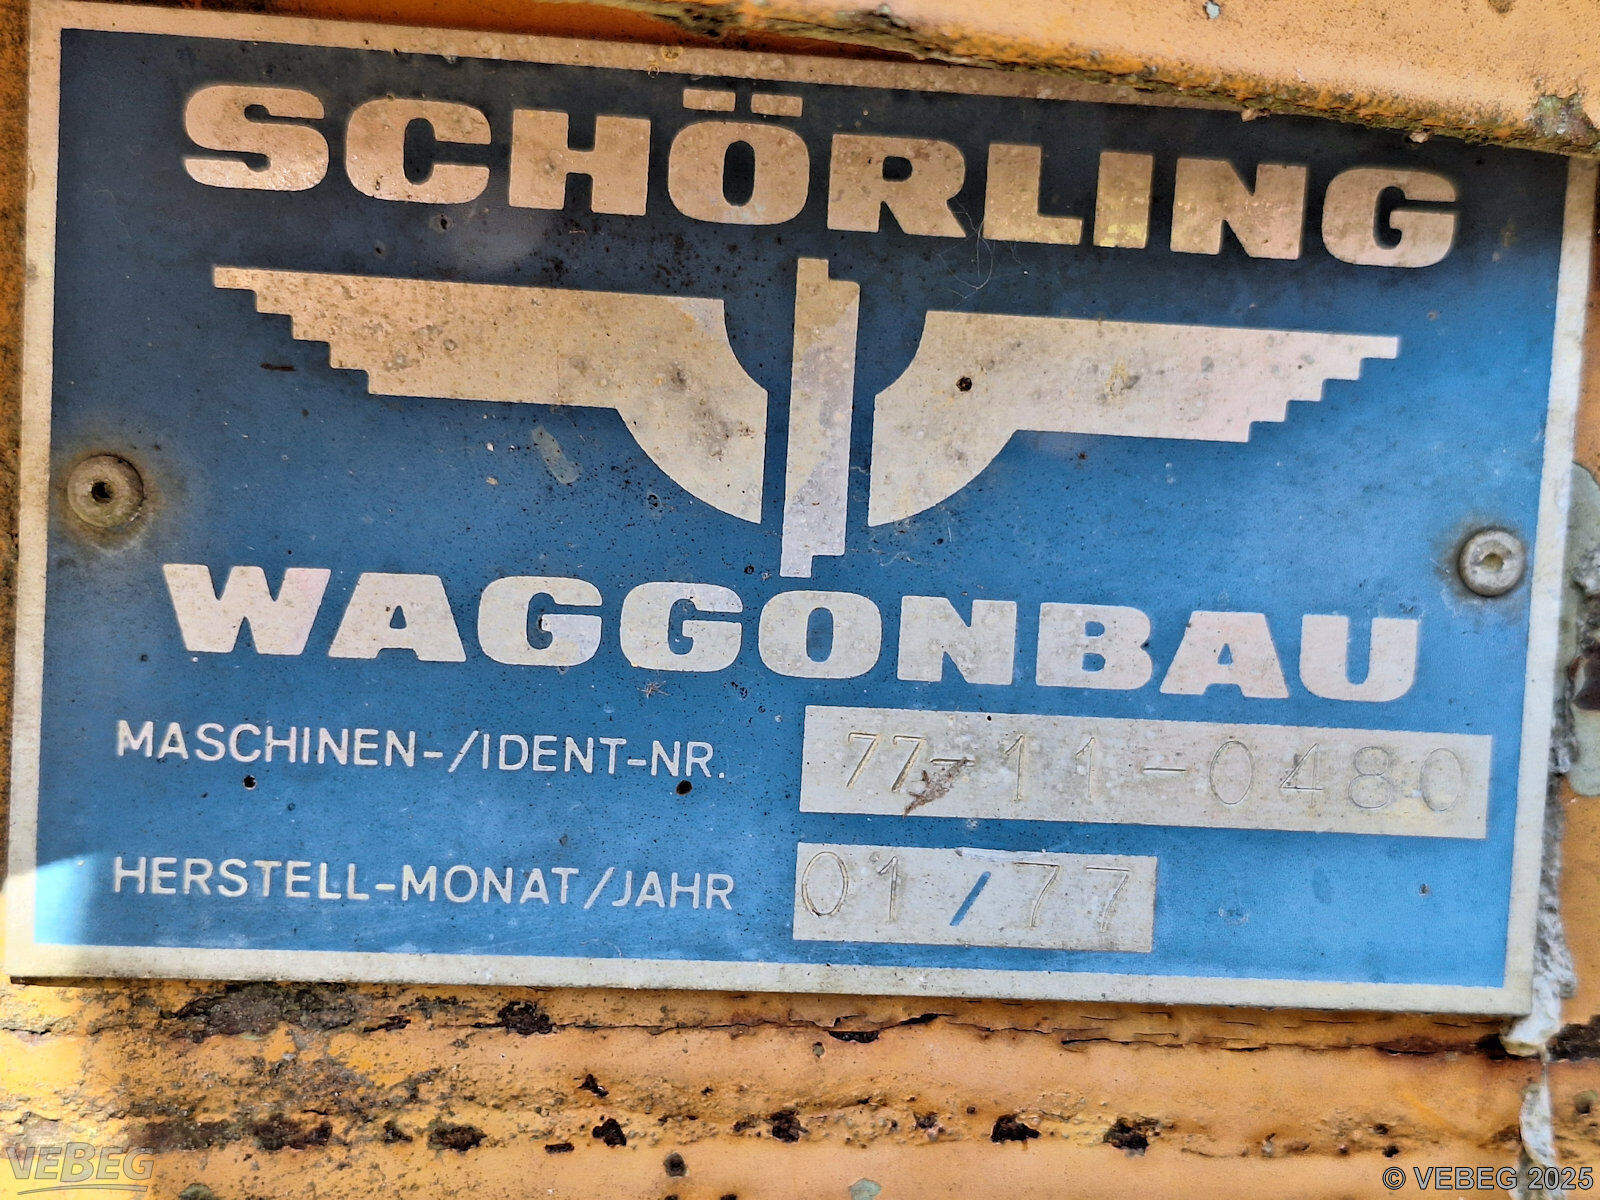 SCHÖRLING
WAGGONBAU
MASCHINEN-/IDENT-NR. 77-11-0480
HERSTELL-MONAT/JAHR 01/77
VEBEG
© VEBEG 2025